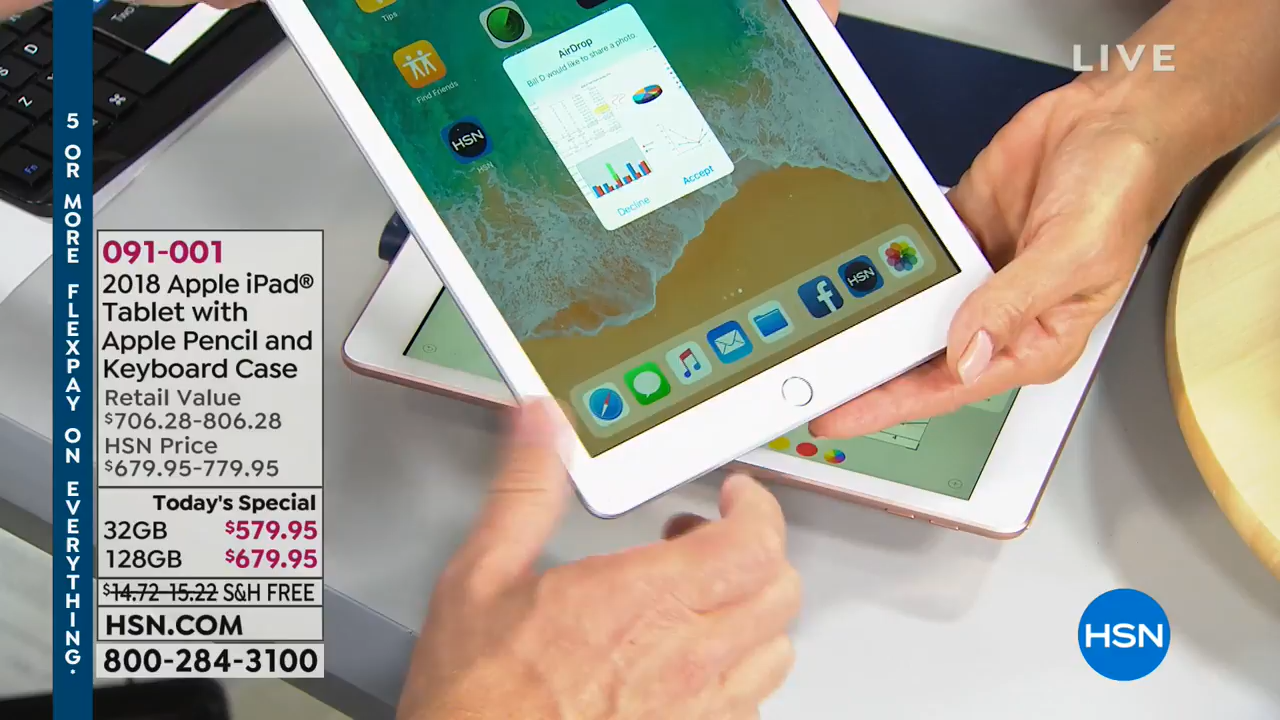 LIVE
5 OR MORE FLEXPAY ON EVERYTHING.
091-001
2018 Apple iPad®
Tablet with
Apple Pencil and
Keyboard Case
Retail Value
$706.28-806.28
HSN Price
$679.95-779.95
Today's Special
32GB $579.95
128GB $679.95
$14.72-15.22 S&H FREE
HSN.COM
800-284-3100
HSN
Tips
Find Friends
HSN
HSN
AirDrop
Bill D would like to share a photo.
Decline
Accept
HSN
D
Z
Fn